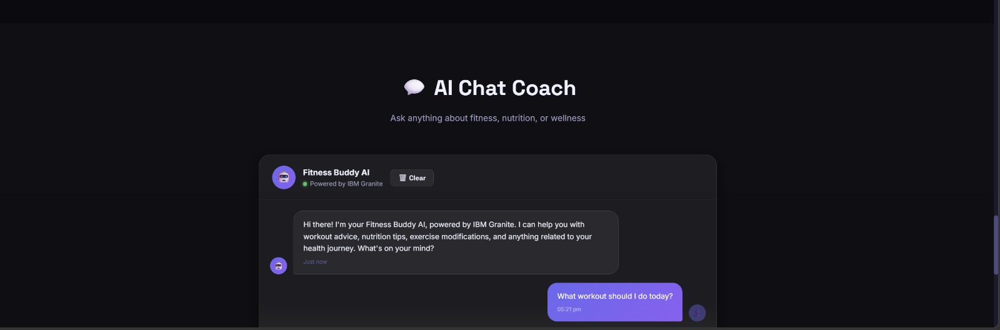 AI Chat Coach
Ask anything about fitness, nutrition, or wellness
Fitness Buddy AI
Powered by IBM Granite
Clear
Hi there! I'm your Fitness Buddy AI, powered by IBM Granite. I can help you with
workout advice, nutrition tips, exercise modifications, and anything related to your
health journey. What's on your mind?
Just now
What workout should I do today?
05:21 pm